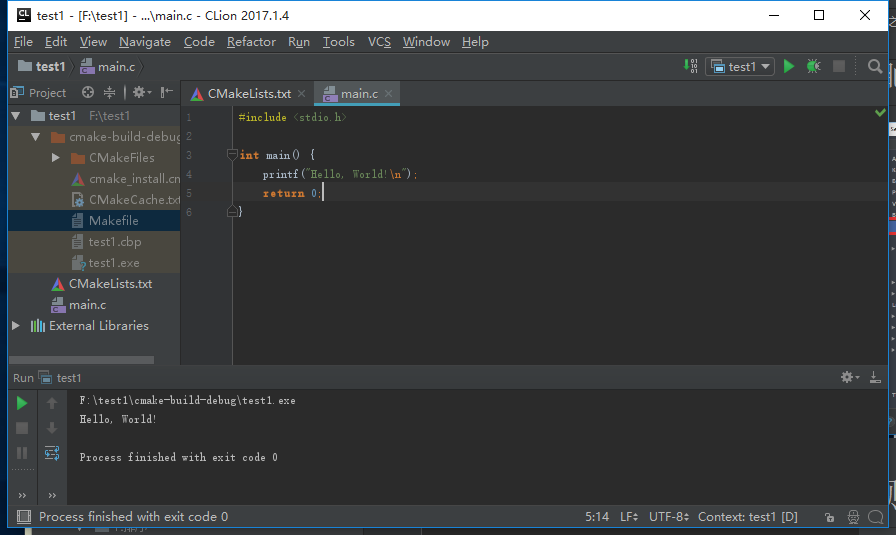 test1 - [F:\test1] - ...\main.c - CLion 2017.1.4
File Edit View Navigate Code Refactor Run Tools VCS Window Help
test1 main.c
test1
Project
CMakeLists.txt main.c
test1 F:\test1
cmake-build-debug
CMakeFiles
cmake_install.cm
CMakeCache.txt
Makefile
test1.cbp
test1.exe
CMakeLists.txt
main.c
External Libraries
1 #include <stdio.h>
2
3 int main() {
4 printf("Hello, World!\n");
5 return 0;
6 }
Run test1
F:\test1\cmake-build-debug\test1.exe
Hello, World!
Process finished with exit code 0
Process finished with exit code 0
5:14 LF UTF-8 Context: test1 [D]